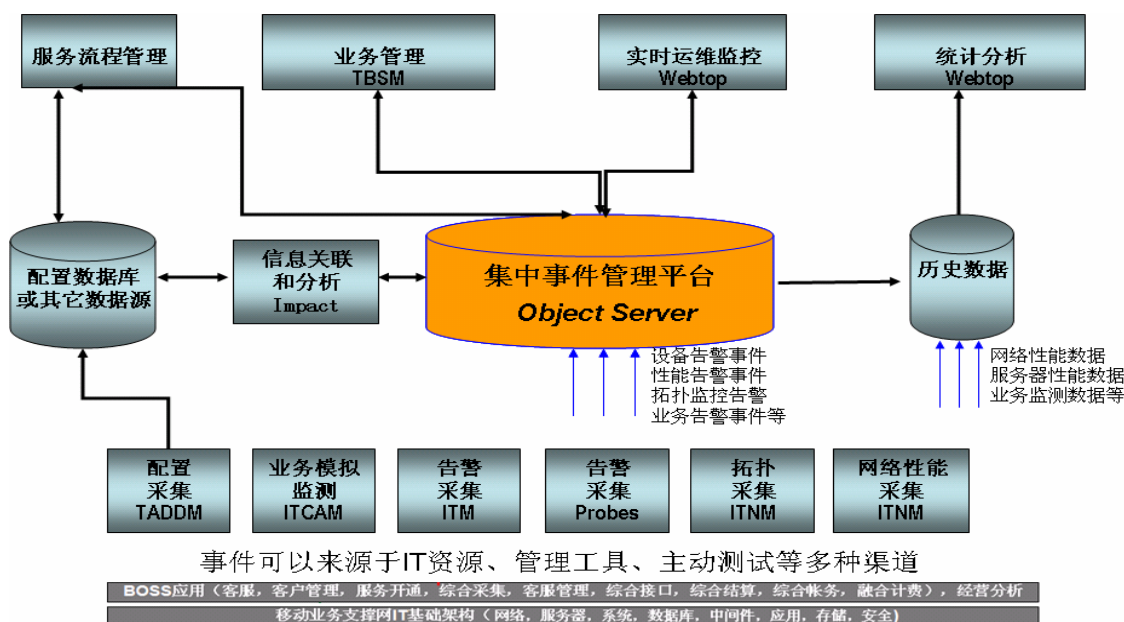 服务流程管理
业务管理
TBSM
实时运维监控
Webtop
统计分析
Webtop
配置数据库
或其它数据源
信息关联
和分析
Impact
集中事件管理平台
Object Server
历史数据
设备告警事件
性能告警事件
拓扑监控告警
业务告警事件等
网络性能数据
服务器性能数据
业务监测数据等
配置
采集
TADDM
业务模拟
监测
ITCAM
告警
采集
ITM
告警
采集
Probes
拓扑
采集
ITNM
网络性能
采集
ITNM
事件可以来源于IT资源、管理工具、主动测试等多种渠道
BOSS应用（客服，客户管理，服务开通，综合采集，客服管理，综合接口，综合结算，综合帐务，融合计费），经营分析
移动业务支撑网IT基础架构（网络，服务器，系统，数据库，中间件，应用，存储，安全）